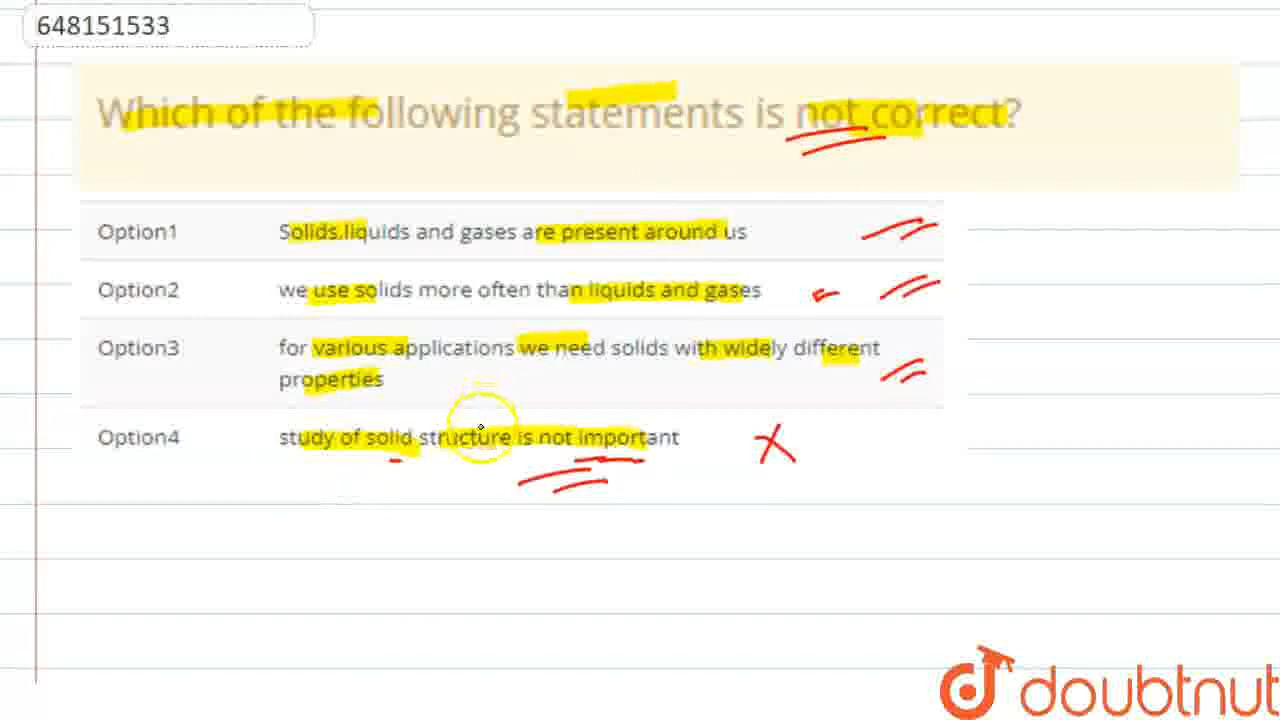 648151533
Which of the following statements is not correct?
Option1 Solids,liquids and gases are present around us
Option2 we use solids more often than liquids and gases
Option3 for various applications we need solids with widely different
properties
Option4 study of solid structure is not important
doubtnut